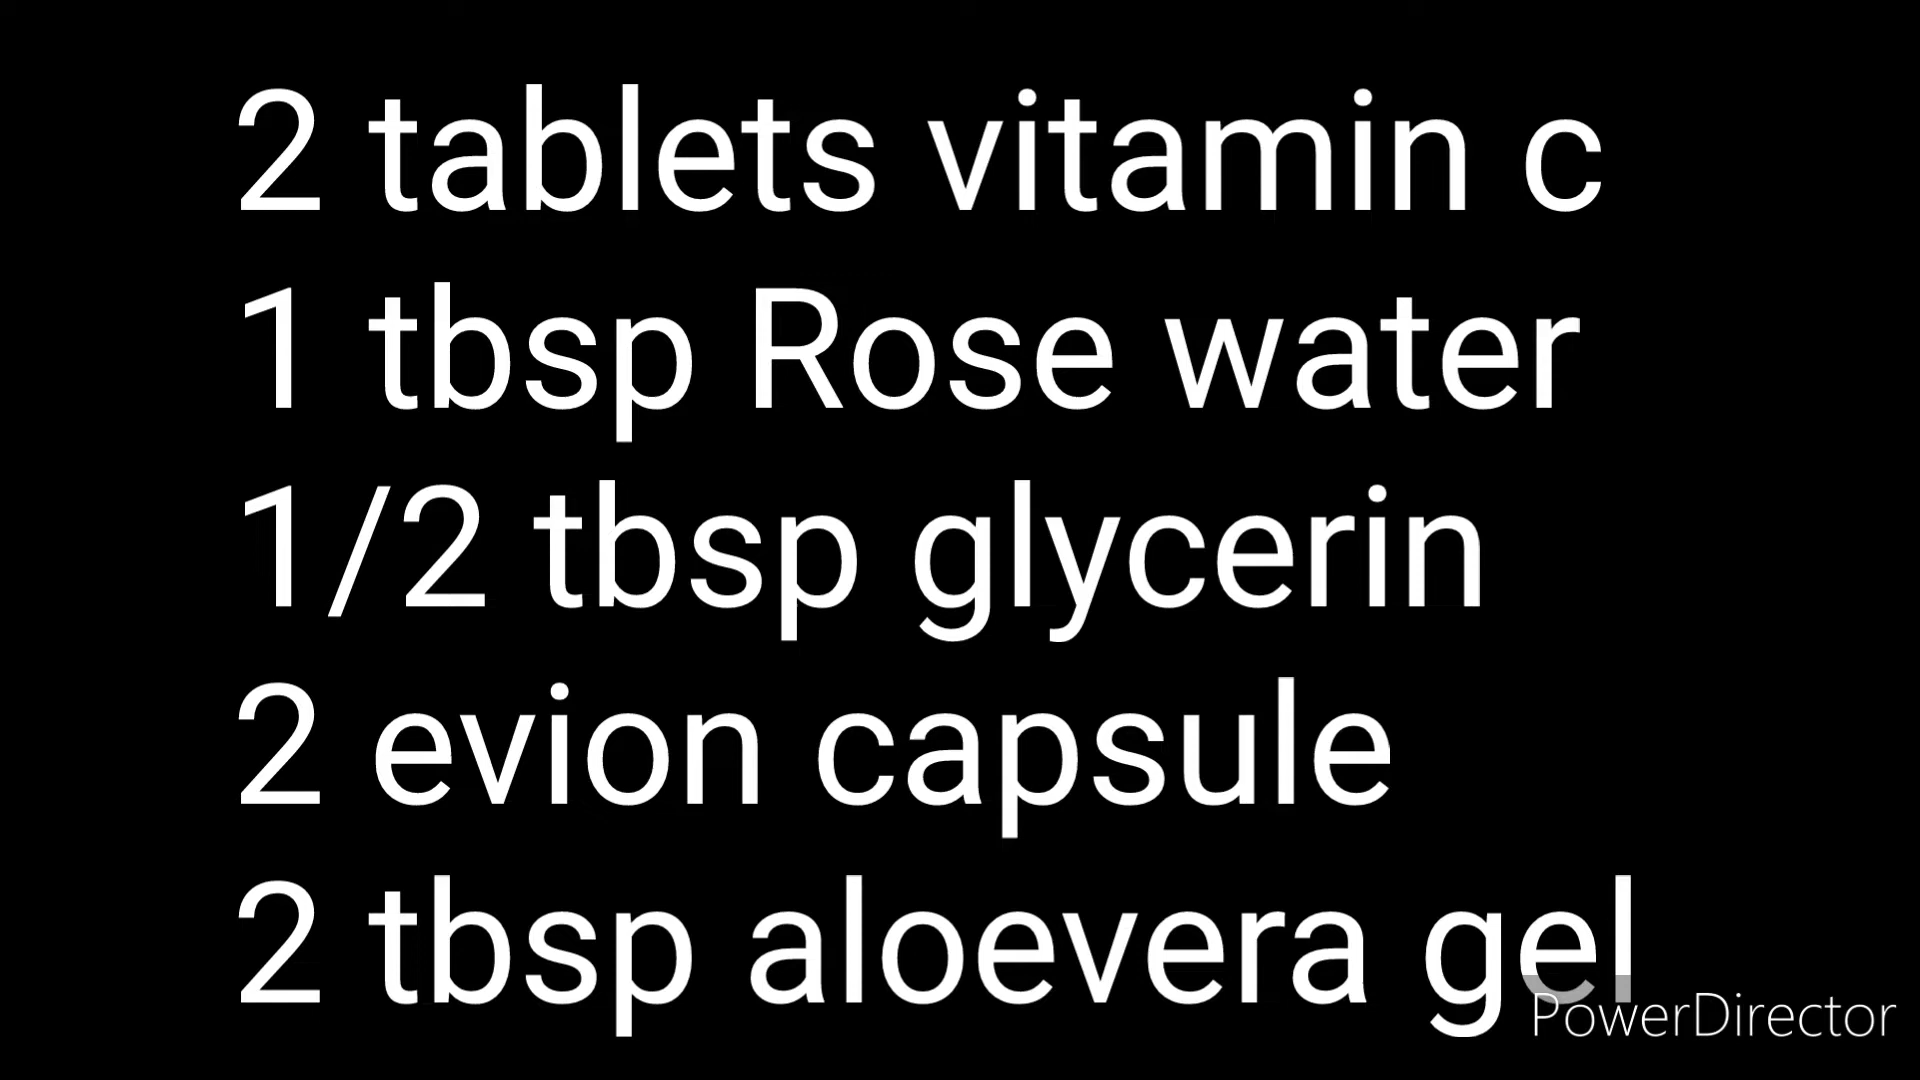 2 tablets vitamin c
1 tbsp Rose water
1/2 tbsp glycerin
2 evion capsule
2 tbsp aloevera gel
PowerDirector